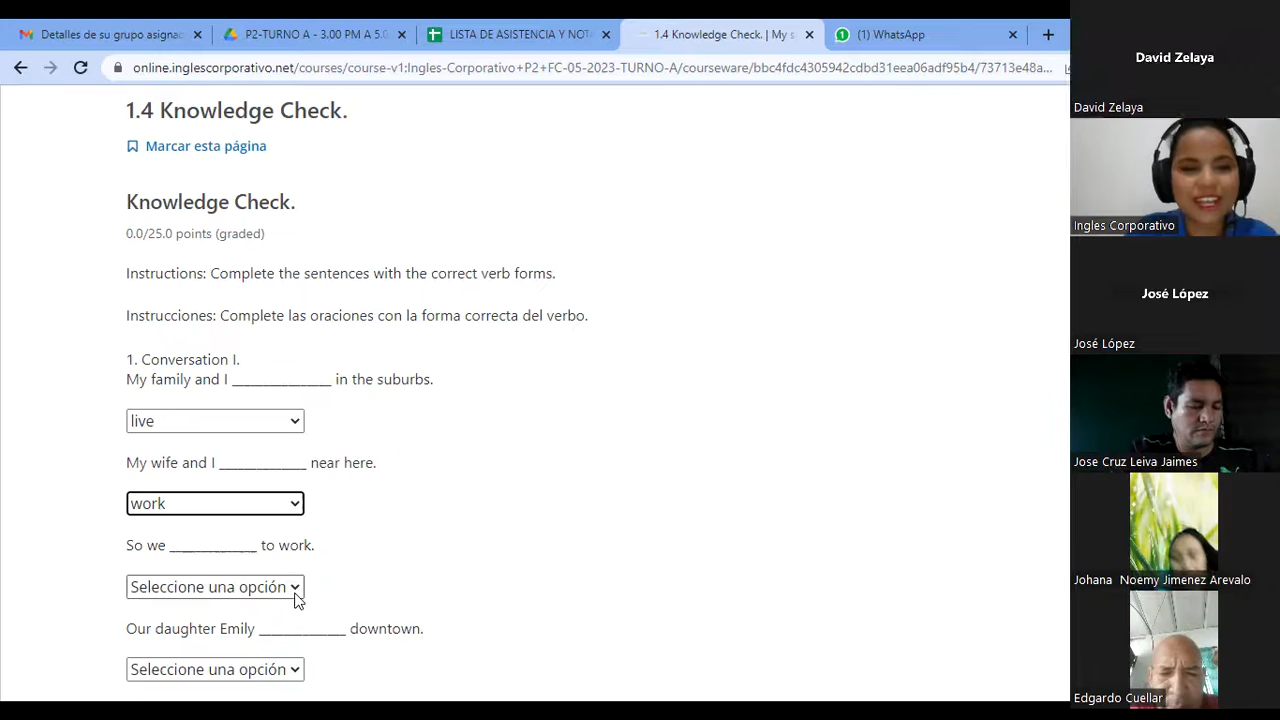 Detalles de su grupo asignac
P2-TURNO A - 3.00 PM A 5.0
LISTA DE ASISTENCIA Y NOTA
1.4 Knowledge Check. | My s
(1) WhatsApp
online.inglescorporativo.net/courses/course-v1:Ingles-Corporativo+P2+FC-05-2023-TURNO-A/courseware/bbc4fdc4305942cdbd31eea06adf95b4/73713e48a...
1.4 Knowledge Check.
Marcar esta página
Knowledge Check.
0.0/25.0 points (graded)
Instructions: Complete the sentences with the correct verb forms.
Instrucciones: Complete las oraciones con la forma correcta del verbo.
1. Conversation I.
My family and I ________________ in the suburbs.
live
My wife and I ______________ near here.
work
So we ______________ to work.
Seleccione una opción
Our daughter Emily ______________ downtown.
Seleccione una opción
David Zelaya
David Zelaya
Ingles Corporativo
José López
José López
Jose Cruz Leiva Jaimes
Johana Noemy Jimenez Arevalo
Edgardo Cuellar